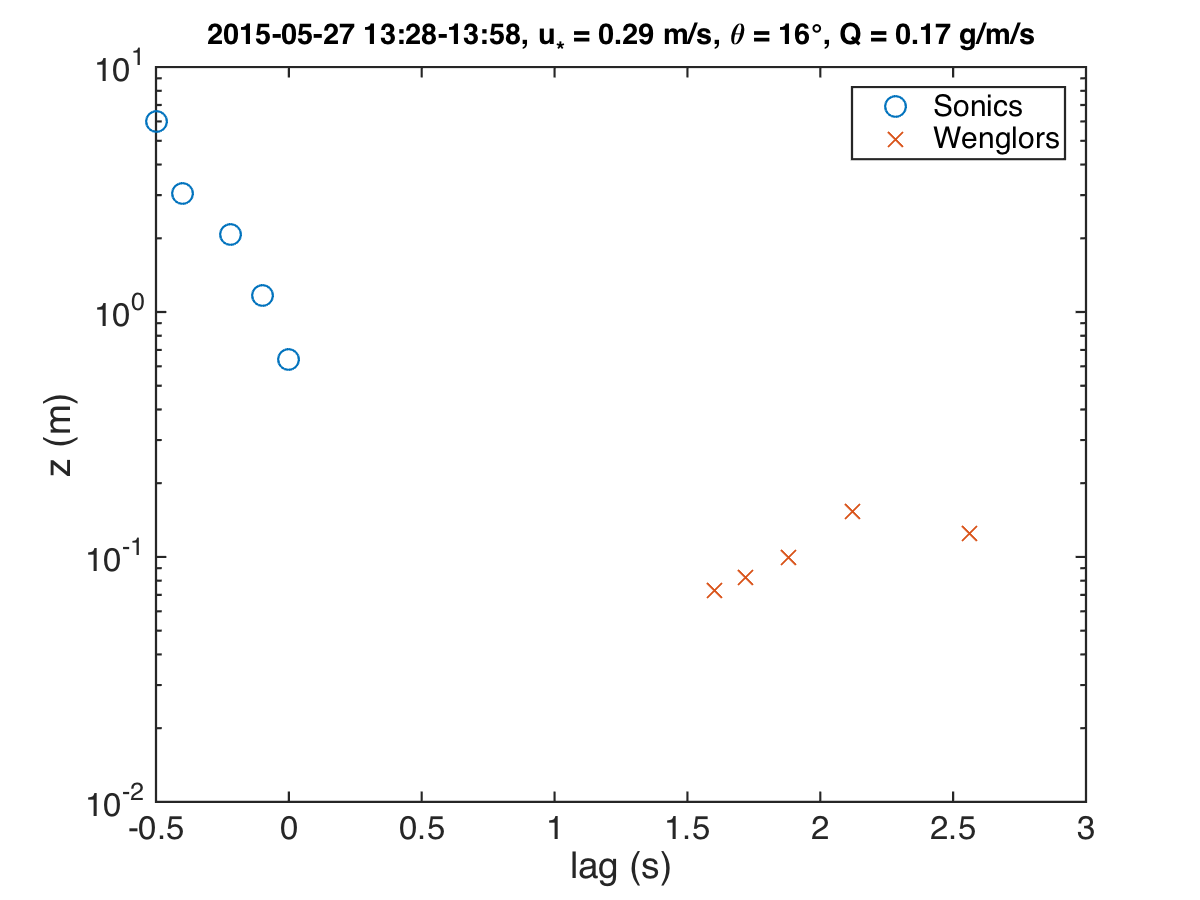 2015-05-27 13:28-13:58, u* = 0.29 m/s, θ = 16°, Q = 0.17 g/m/s
Sonics
Wenglors
10^1
10^0
10^-1
10^-2
z (m)
-0.5 0 0.5 1 1.5 2 2.5 3
lag (s)